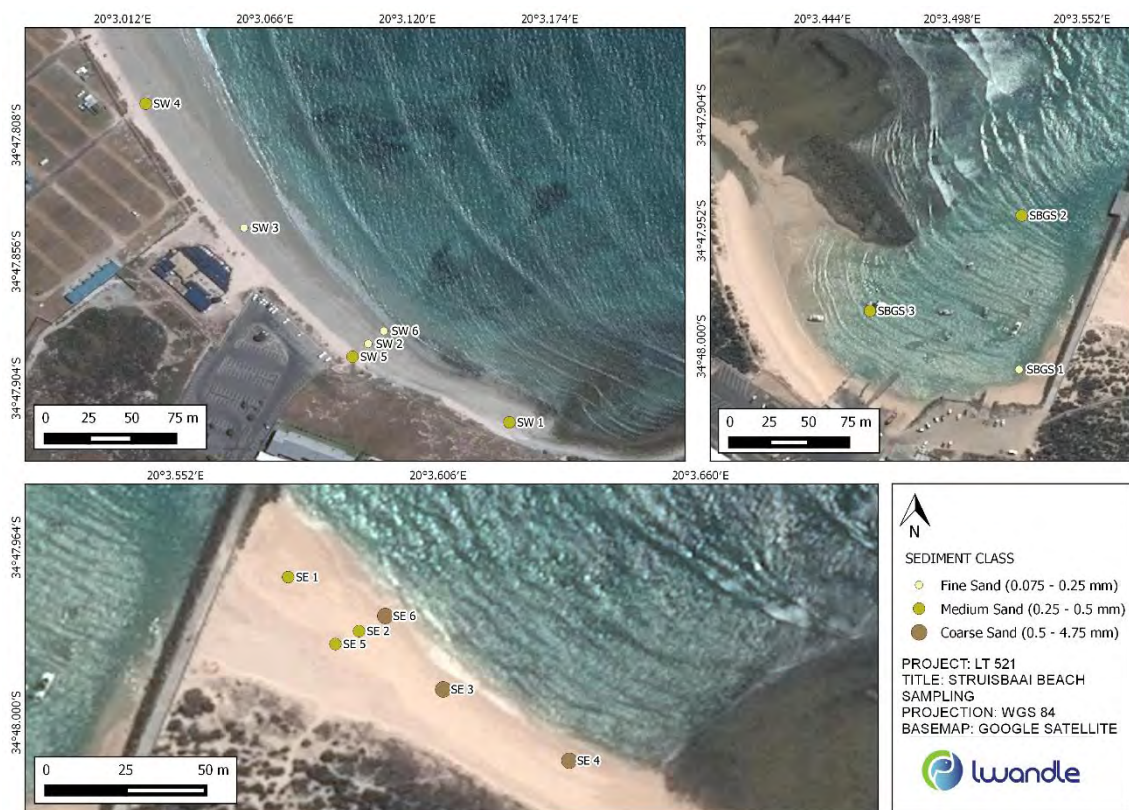 20°3.012'E 20°3.066'E 20°3.120'E 20°3.174'E
34°47.808'S
34°47.856'S
34°47.904'S
SW 4
SW 3
SW 6
SW 2
SW 5
SW 1
0 25 50 75 m
20°3.444'E 20°3.498'E 20°3.552'E
34°47.904'S
34°47.952'S
34°48.000'S
SBGS 2
SBGS 3
SBGS 1
0 25 50 75 m
20°3.552'E 20°3.606'E 20°3.660'E
34°47.964'S
34°48.000'S
SE 1
SE 6
SE 2
SE 5
SE 3
SE 4
0 25 50 m
N
SEDIMENT CLASS
Fine Sand (0.075 - 0.25 mm)
Medium Sand (0.25 - 0.5 mm)
Coarse Sand (0.5 - 4.75 mm)
PROJECT: LT 521
TITLE: STRUISBAAI BEACH
SAMPLING
PROJECTION: WGS 84
BASEMAP: GOOGLE SATELLITE
lwandle